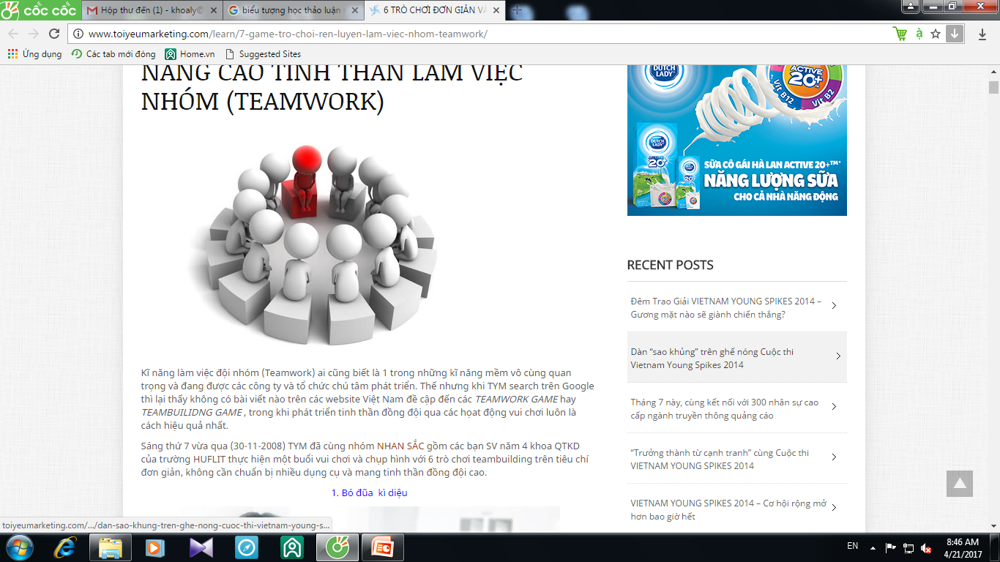 cốc cốc
Hộp thư đến (1) - khoaly@
biểu tượng học thảo luận
6 TRÒ CHƠI ĐƠN GIẢN VÀ
www.toiyeumarketing.com/learn/7-game-tro-choi-ren-luyen-lam-viec-nhom-teamwork/
Ứng dụng
Các tab mới đóng
Home.vn
Suggested Sites
NÂNG CAO TINH THẦN LÀM VIỆC
NHÓM (TEAMWORK)
Kĩ năng làm việc đội nhóm (Teamwork) ai cũng biết là 1 trong những kĩ năng mềm vô cùng quan
trọng và đang được các công ty và tổ chức chú tâm phát triển. Thế nhưng khi TYM search trên Google
thì lại thấy không có bài viết nào trên các website Việt Nam đề cập đến các TEAMWORK GAME hay
TEAMBUILIDNG GAME , trong khi phát triển tinh thần đồng đội qua các hoạt động vui chơi luôn là
cách hiệu quả nhất.
Sáng thứ 7 vừa qua (30-11-2008) TYM đã cùng nhóm NHAN SẮC gồm các bạn SV năm 4 khoa QTKD
của trường HUFLIT thực hiện một buổi vui chơi và chụp hình với 6 trò chơi teambuilding trên tiêu chí
đơn giản, không cần chuẩn bị nhiều dụng cụ và mang tinh thần đồng đội cao.
1. Bó đũa kì diệu
DUTCH LADY
ACTIVE
20+
Vit B12
Vit B2
DUTCH LADY
ACTIVE
20+
20+
SỮA CÔ GÁI HÀ LAN ACTIVE 20+™*
NĂNG LƯỢNG SỮA
CHO CẢ NHÀ NĂNG ĐỘNG
RECENT POSTS
Đêm Trao Giải VIETNAM YOUNG SPIKES 2014 –
Gương mặt nào sẽ giành chiến thắng?
Dàn “sao khủng” trên ghế nóng Cuộc thi
Vietnam Young Spikes 2014
Tháng 7 này, cùng kết nối với 300 nhân sự cao
cấp ngành truyền thông quảng cáo
“Trưởng thành từ cạnh tranh” cùng Cuộc thi
VIETNAM YOUNG SPIKES 2014
VIETNAM YOUNG SPIKES 2014 – Cơ hội rộng mở
hơn bao giờ hết
toiyeumarketing.com/.../dan-sao-khung-tren-ghe-nong-cuoc-thi-vietnam-young-s...
EN
8:46 AM
4/21/2017